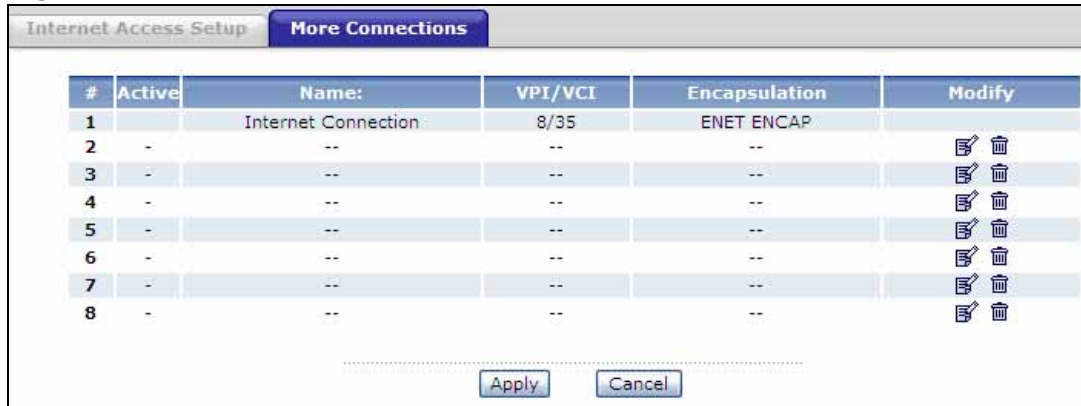 Internet Access Setup More Connections
# Active Name: VPI/VCI Encapsulation Modify
1 Internet Connection 8/35 ENET ENCAP
2 - -- -- --
3 - -- -- --
4 - -- -- --
5 - -- -- --
6 - -- -- --
7 - -- -- --
8 - -- -- --
Apply Cancel